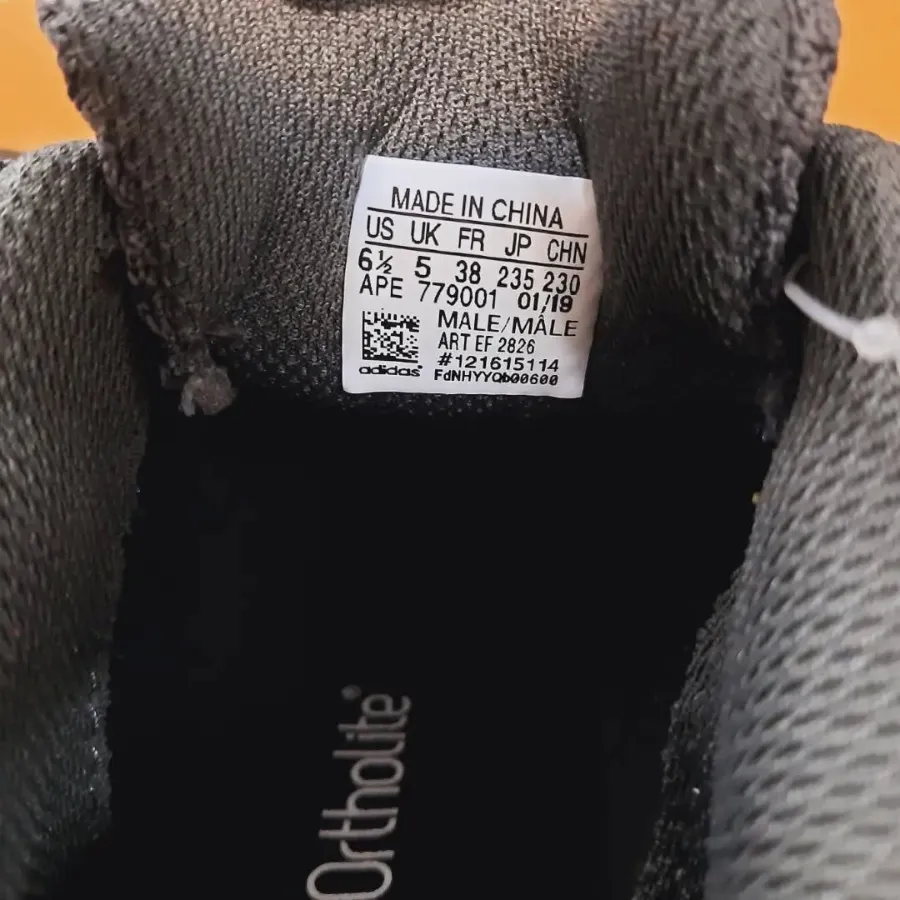 MADE IN CHINA
US UK FR JP CHN
6½ 5 38 235 230
APE 779001 01/19
MALE/MÂLE
ART EF 2826
#121615114
adidas® FdNHYYQb00600
Ortholite®